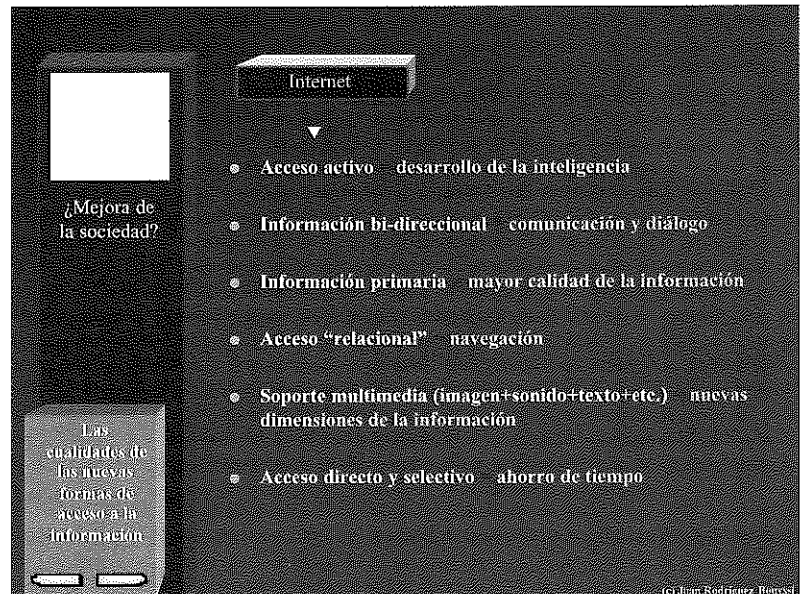 Internet
Acceso activo desarrollo de la inteligencia
¿Mejora de
la sociedad?
Información bi-direccional comunicación y diálogo
Información primaria mayor calidad de la información
Acceso “relacional” navegación
Soporte multimedia (imagen+sonido+texto+etc.) nuevas
dimensiones de la información
Las
cualidades de
las nuevas
formas de
acceso a la
información
Acceso directo y selectivo ahorro de tiempo
(c) Juan Rodríguez